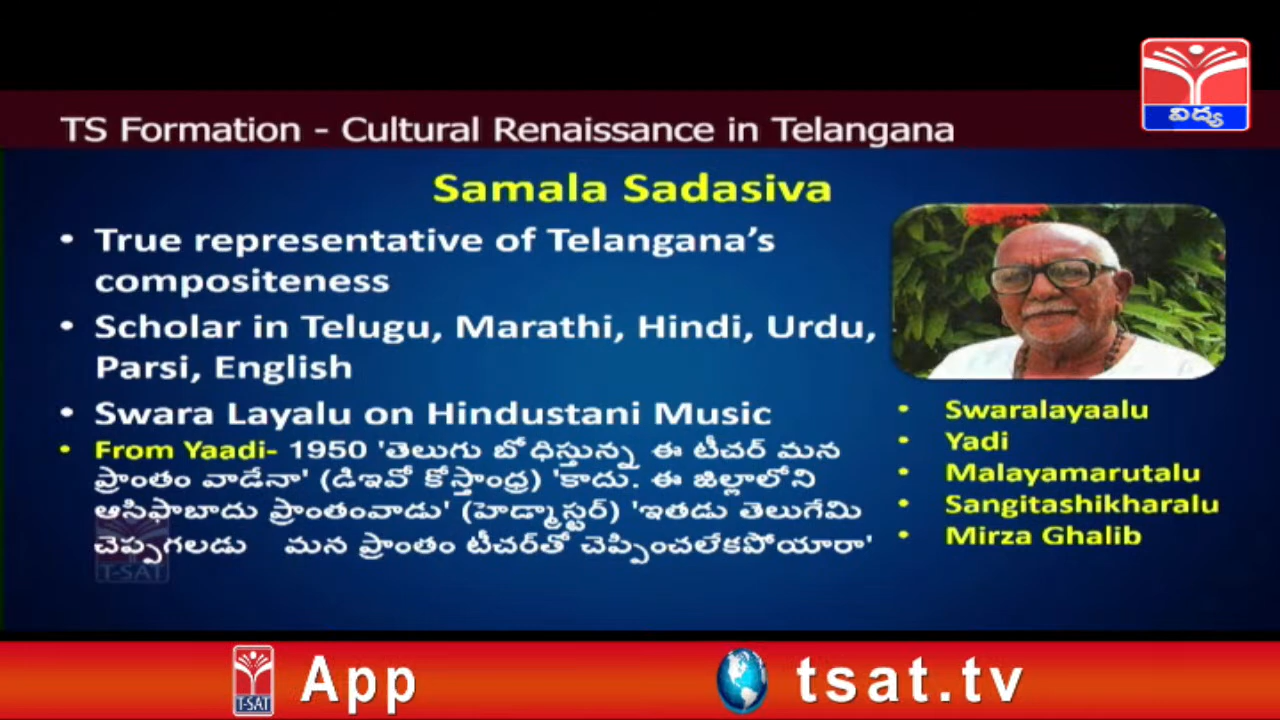 విద్య
TS Formation - Cultural Renaissance in Telangana
Samala Sadasiva
• True representative of Telangana's
compositeness
• Scholar in Telugu, Marathi, Hindi, Urdu,
Parsi, English
• Swara Layalu on Hindustani Music
• From Yaadi- 1950 'తెలుగు బోధిస్తున్న ఈ టీచర్ మన
ప్రాంతం వాడేనా' (డిఇవో కోస్తాంధ్ర) 'కాదు. ఈ జిల్లాలోని
ఆసిఫాబాదు ప్రాంతంవాడు' (హెడ్మాస్టర్) 'ఇతడు తెలుగేమి
చెప్పగలడు మన ప్రాంతం టీచర్‌తో చెప్పించలేకపోయారా'
T-SAT
• Swaralayaalu
• Yadi
• Malayamarutalu
• Sangitashikharalu
• Mirza Ghalib
T-SAT App
tsat.tv